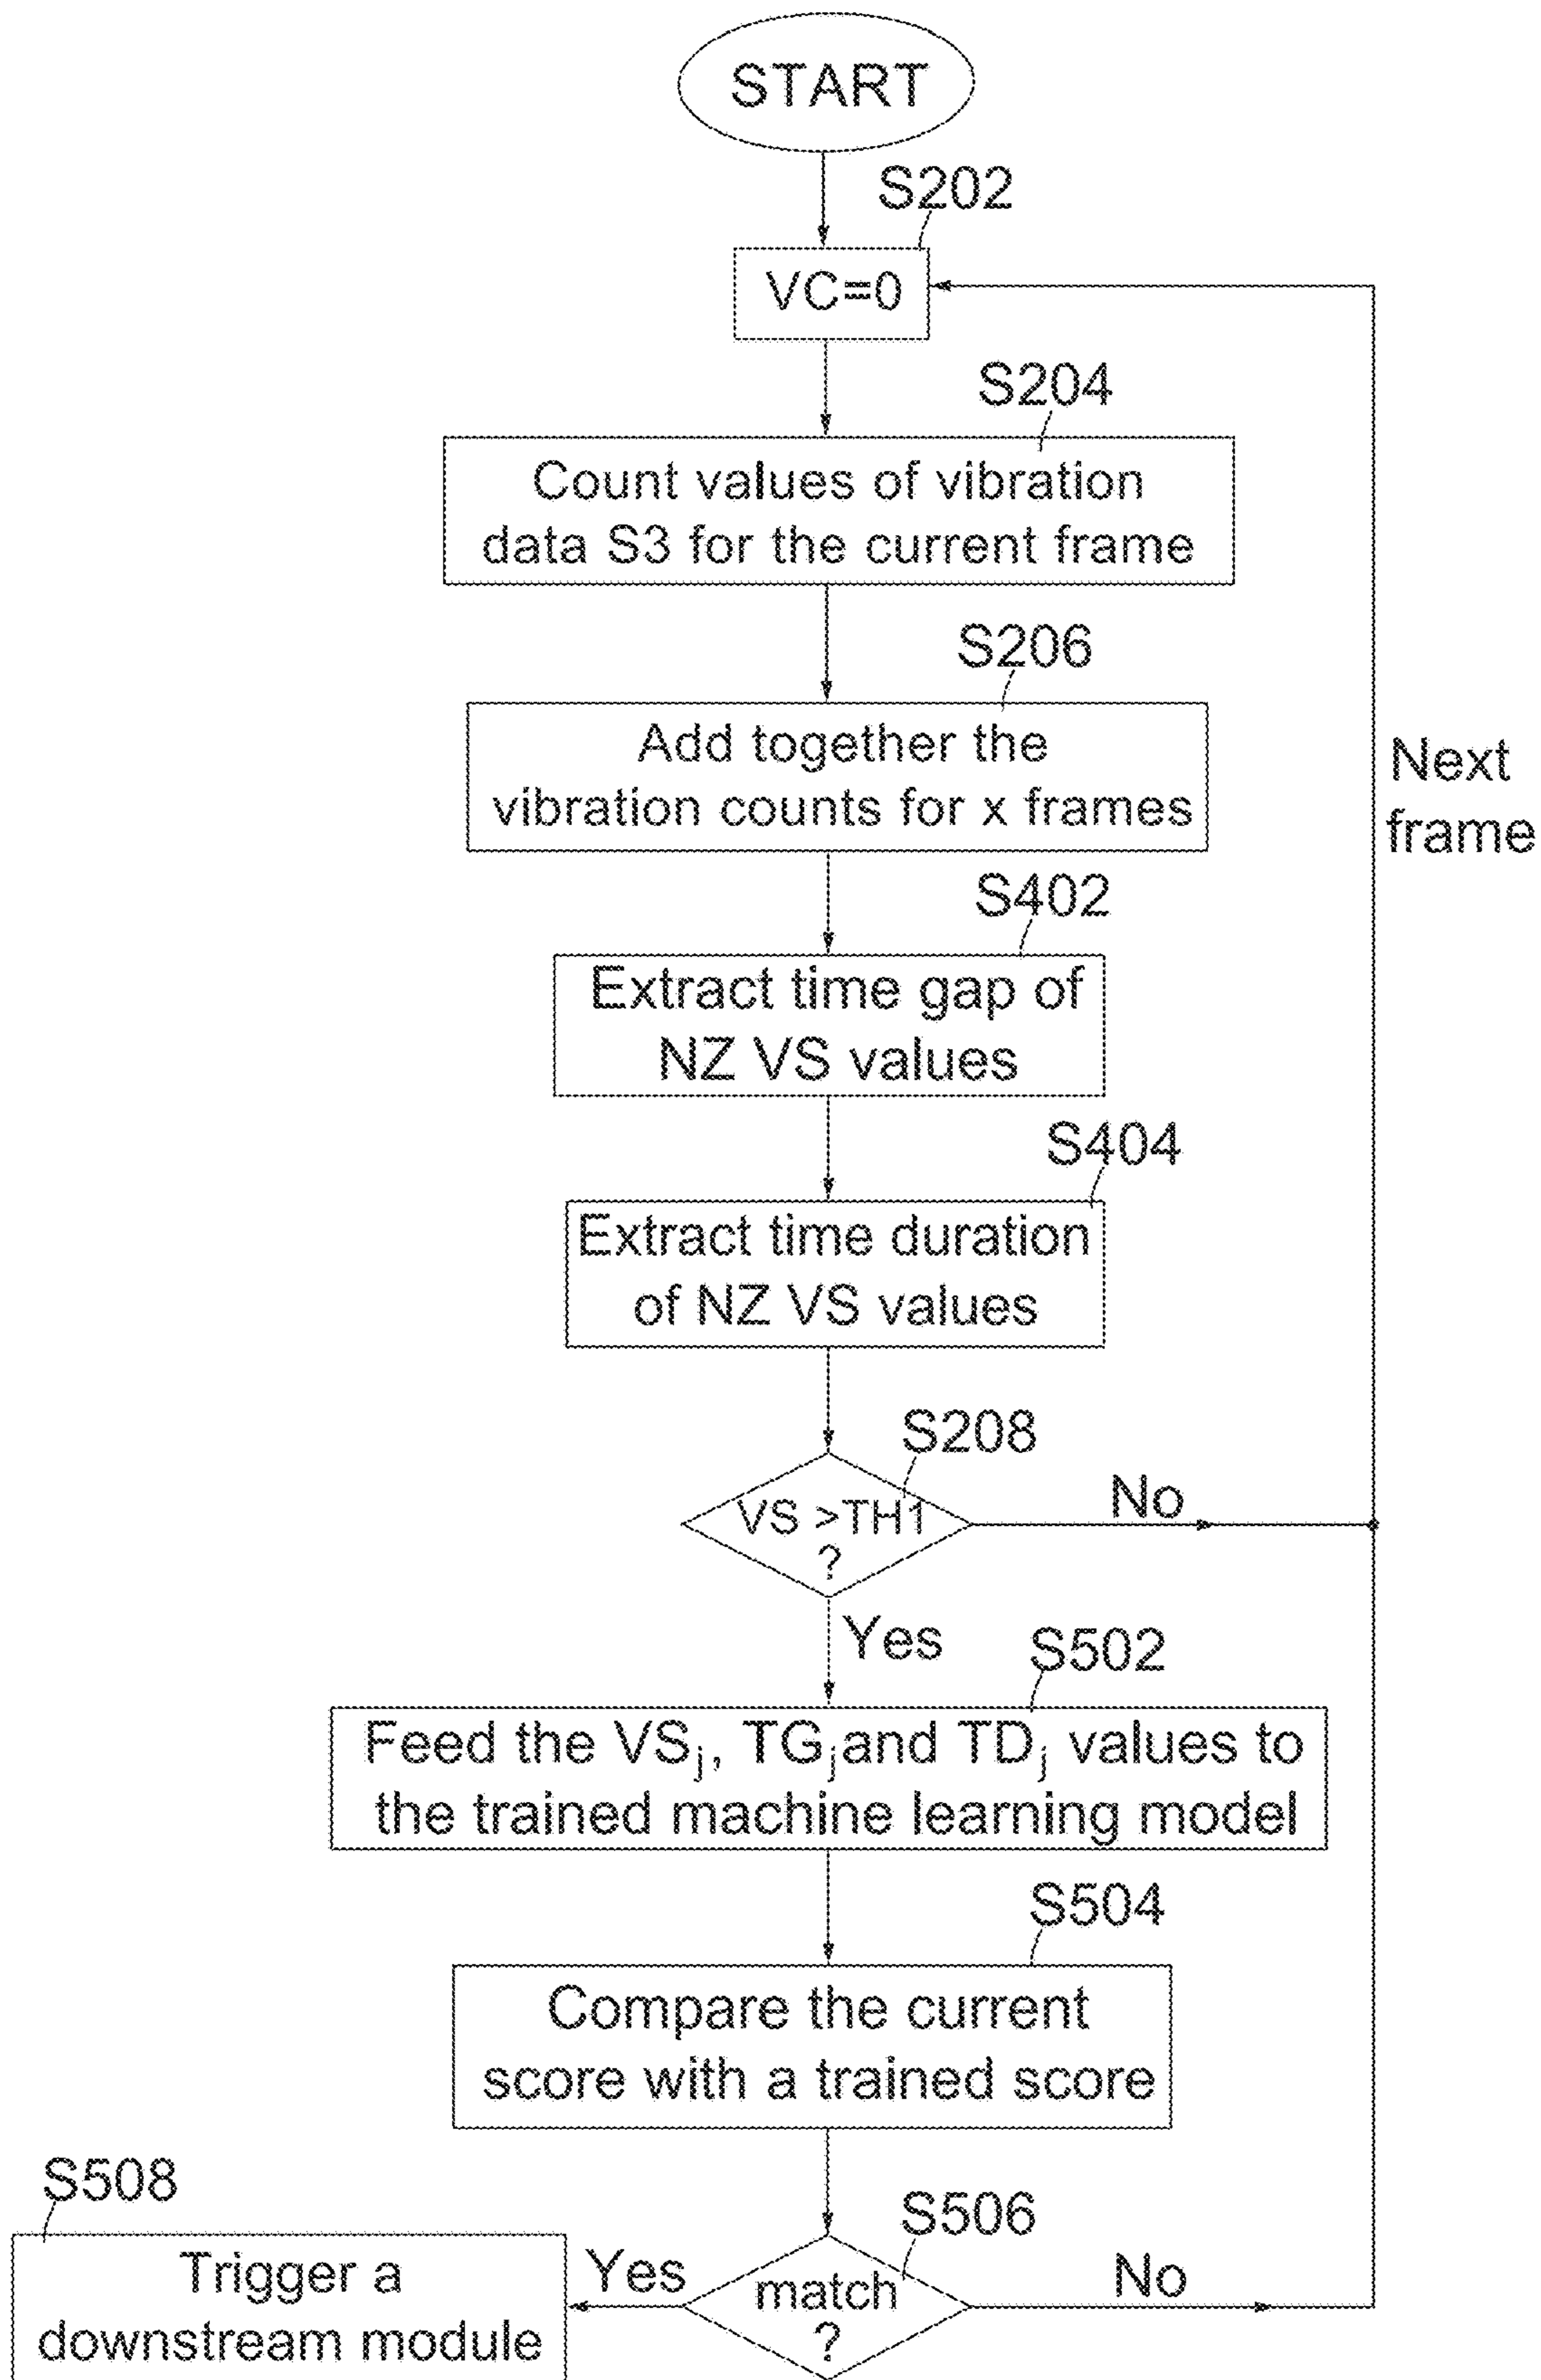 START
S202
VC=0
S204
Count values of vibration
data S3 for the current frame
S206
Add together the
vibration counts for x frames
Next
frame
S402
Extract time gap of
NZ VS values
S404
Extract time duration
of NZ VS values
S208
VS >TH1
?
No
Yes
S502
Feed the VSj, TGj and TDj values to
the trained machine learning model
S504
Compare the current
score with a trained score
S506
match
?
No
Yes
S508
Trigger a
downstream module